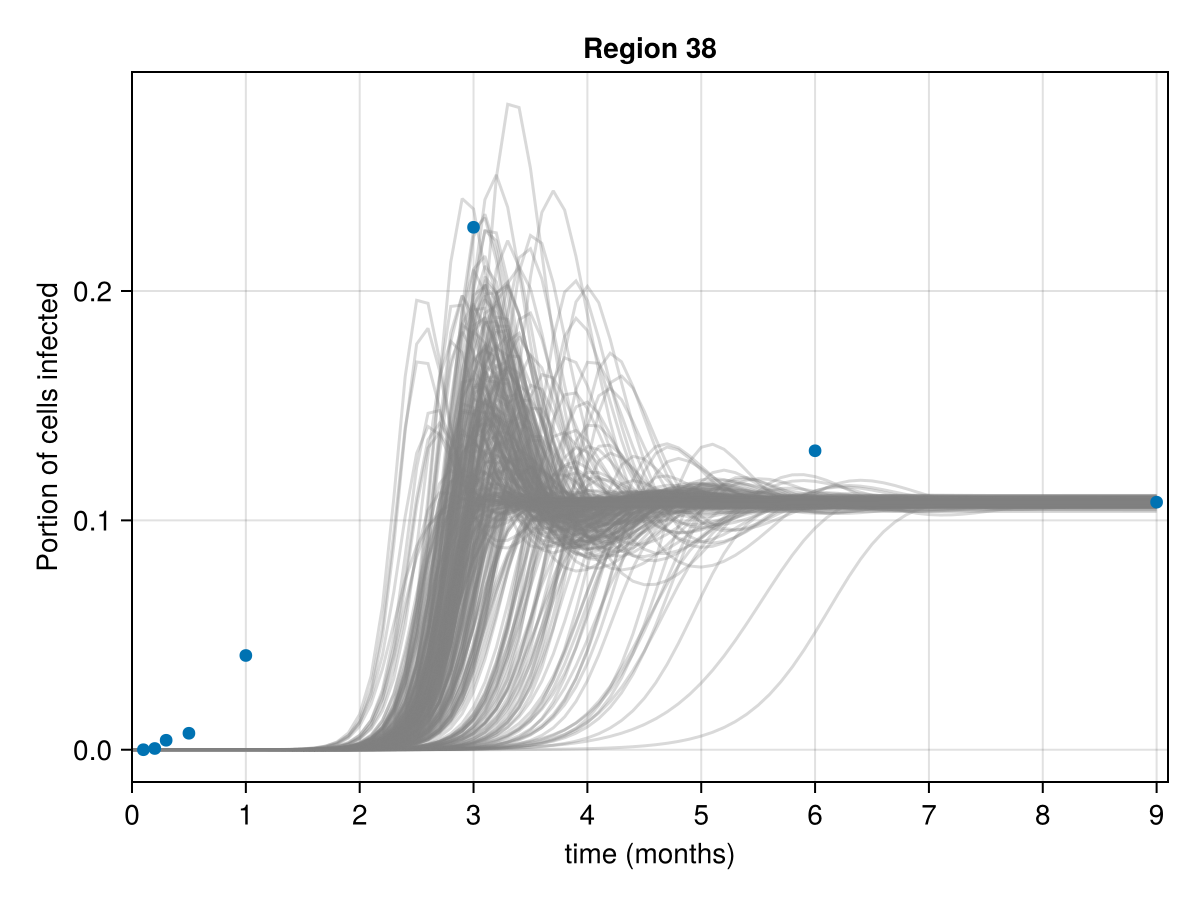 Region 38
Portion of cells infected
0.2
0.1
0.0
0 1 2 3 4 5 6 7 8 9
time (months)